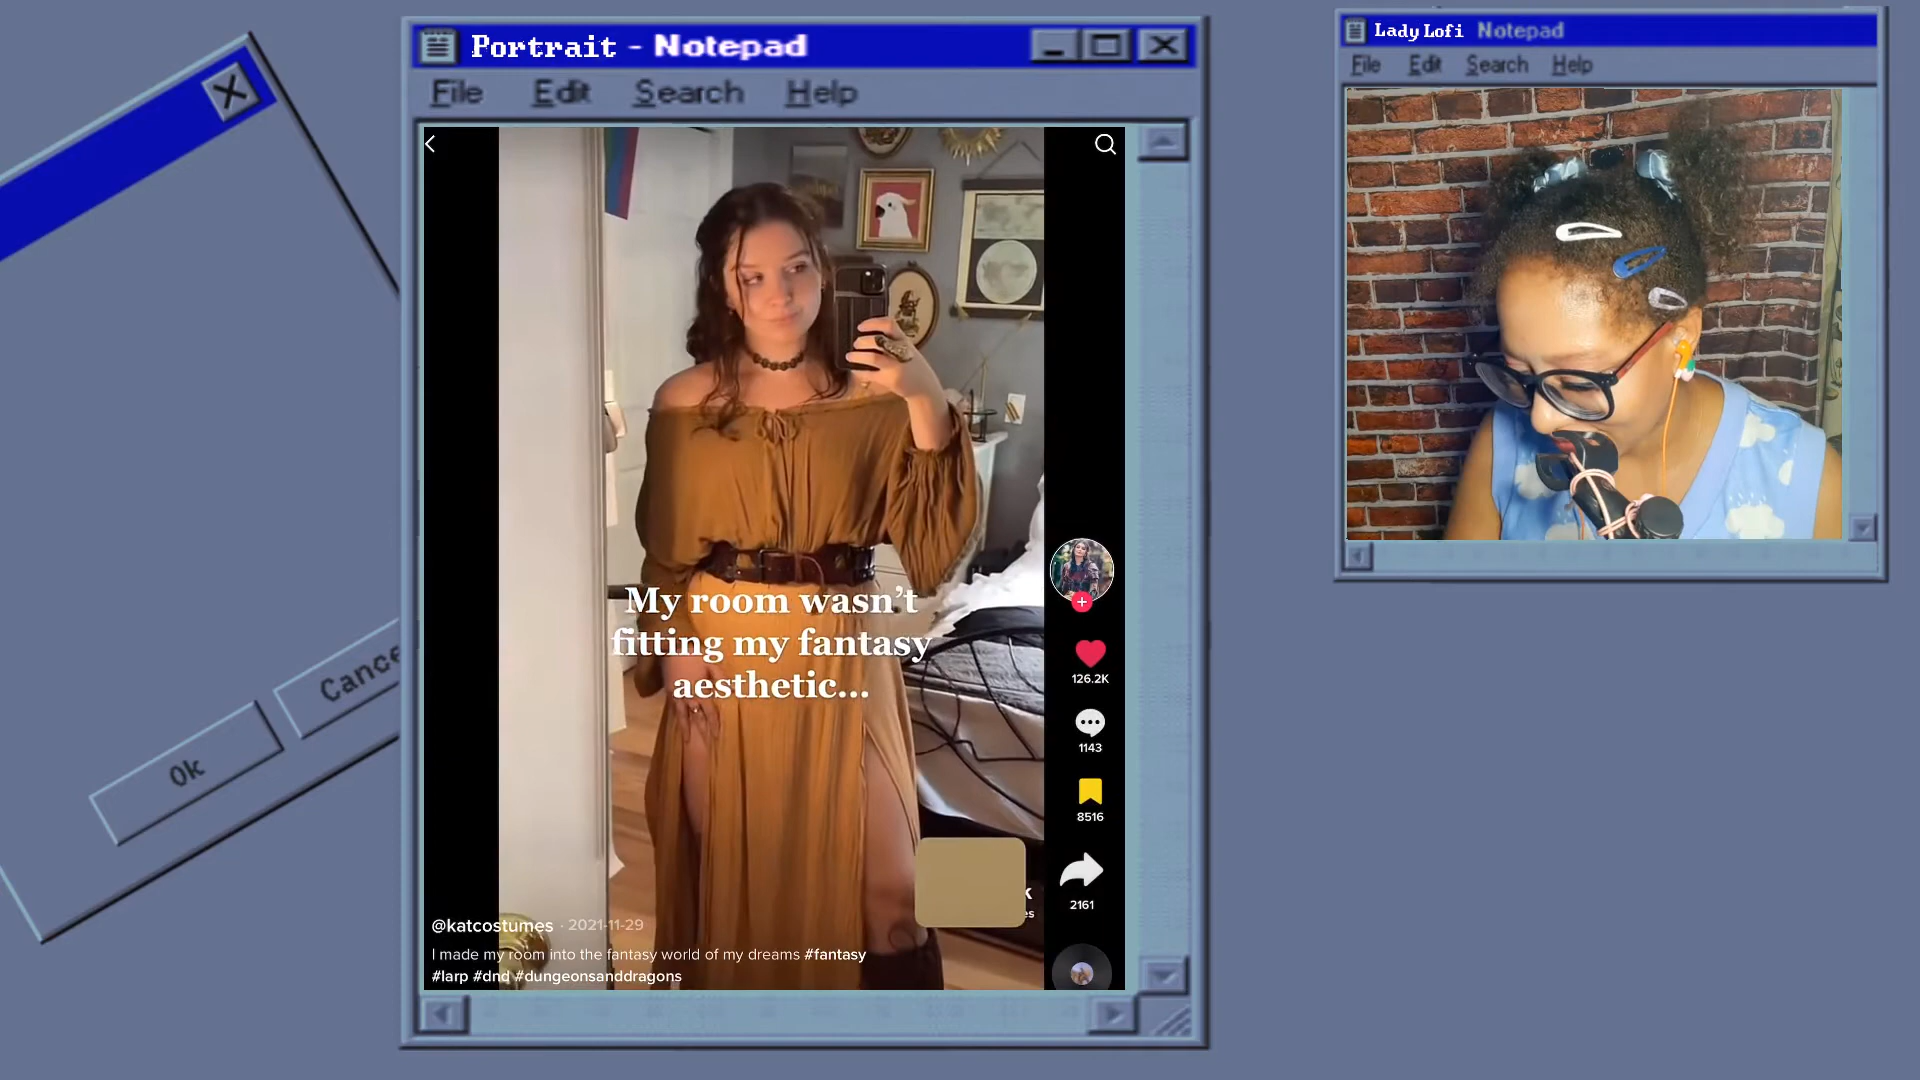 Portrait - Notepad
File Edit Search Help
My room wasn't
fitting my fantasy
aesthetic...
126.2K
1143
8516
2161
k
es
@katcostumes · 2021-11-29
I made my room into the fantasy world of my dreams #fantasy
#larp #dnd #dungeonsanddragons
Lady Lofi Notepad
File Edit Search Help
Ok
Cance